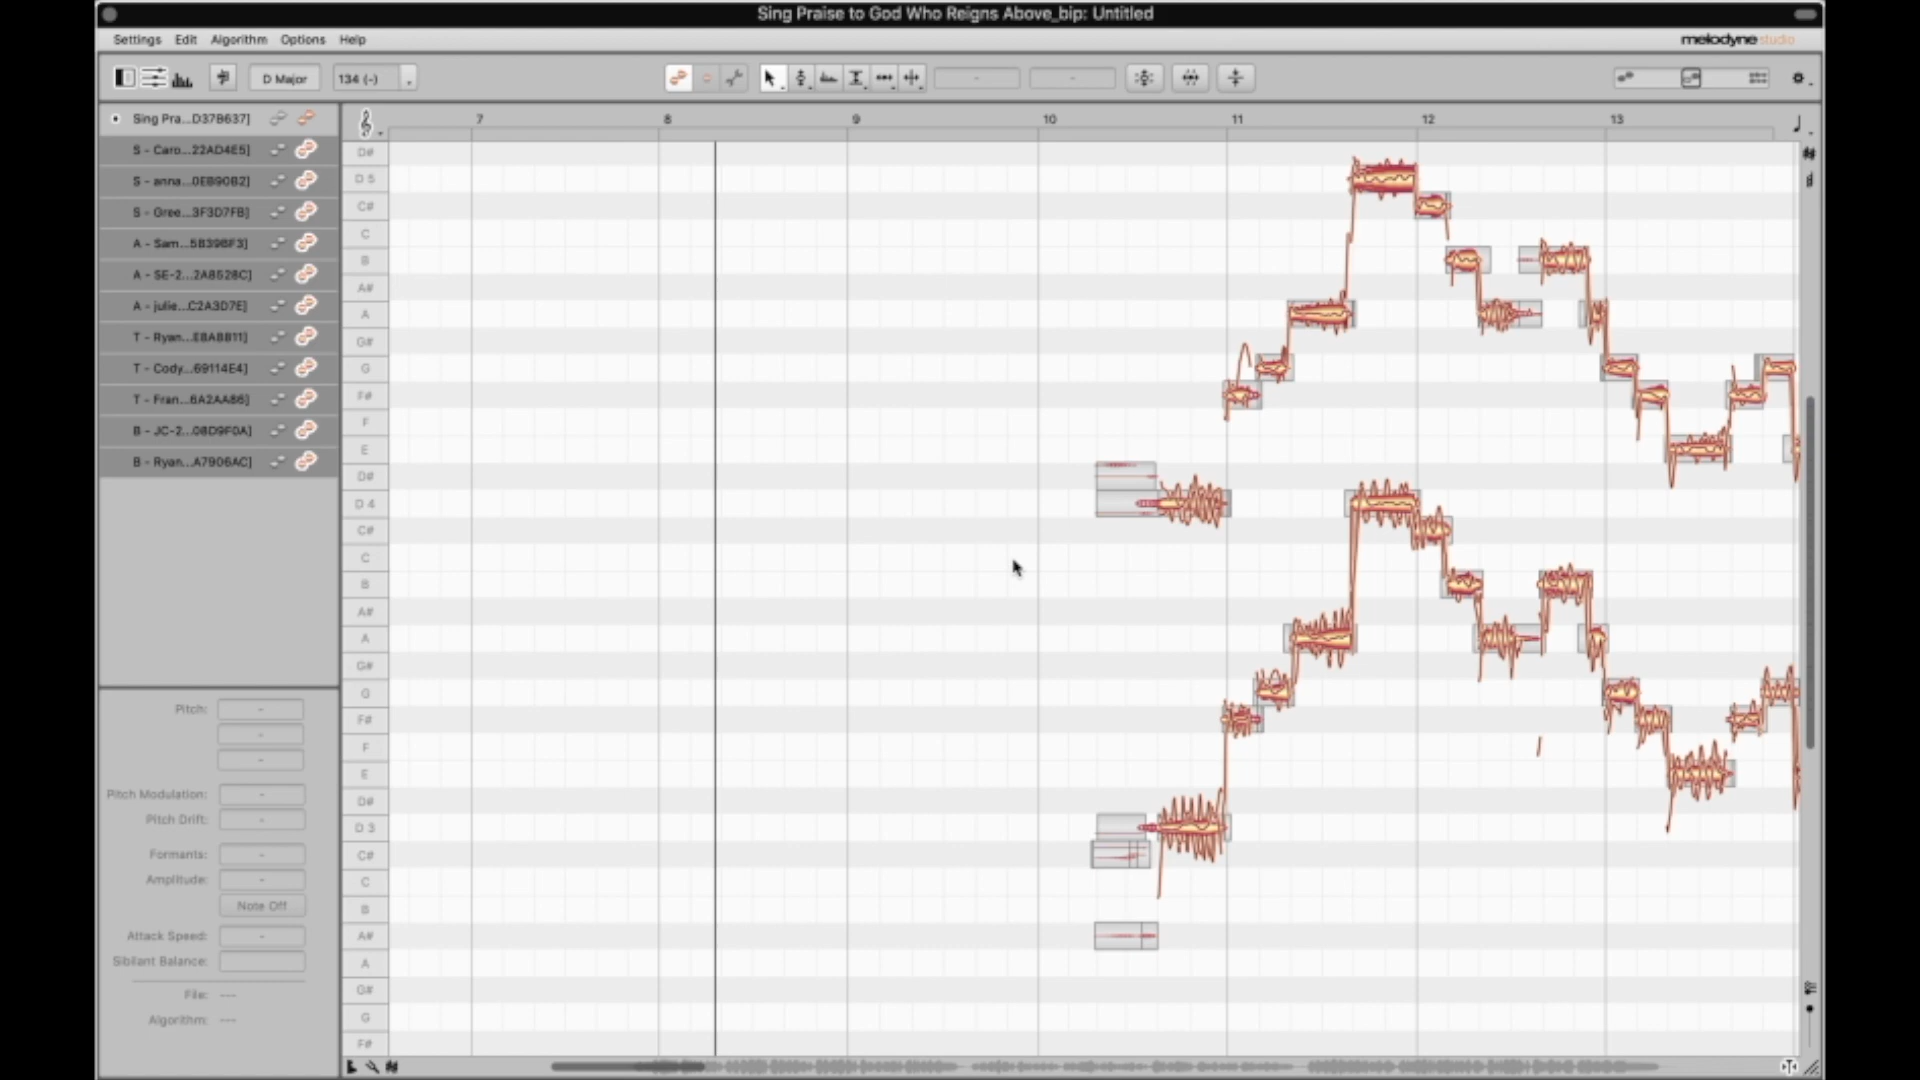 Sing Praise to God Who Reigns Above_bip: Untitled
Settings Edit Algorithm Options Help
melodyne studio
D Major 134 (-) - -
Sing Pra...D37B637]
7 8 9 10 11 12 13
S - Caro...22AD4E5]
S - anna...0EB90B2]
S - Gree...3F3D7FB]
A - Sam...5B39BF3]
A - SE-2...2A8528C]
A - julie...C2A3D7E]
T - Ryan...EBA8811]
T - Cody...69114E4]
T - Fran...6A2AA86]
B - JC-2...08D9F0A]
B - Ryan...A7906AC]
D#
D 5
C#
C
B
A#
A
G#
G
F#
F
E
D#
D 4
C#
C
B
A#
A
G#
G
F#
F
E
D#
D 3
C#
C
B
A#
A
G#
G
F#
Pitch: -
-
-
Pitch Modulation: -
Pitch Drift: -
Formants: -
Amplitude: -
Note Off
Attack Speed: -
Sibilant Balance:
File: ---
Algorithm: ---